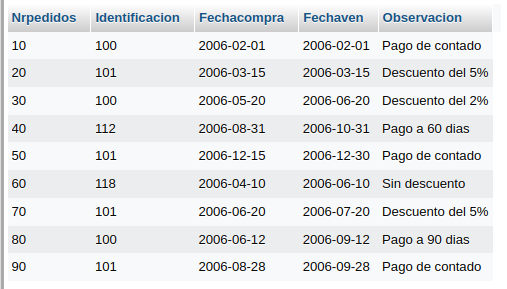 Nrpedidos Identificacion Fechacompra Fechaven Observacion
10 100 2006-02-01 2006-02-01 Pago de contado
20 101 2006-03-15 2006-03-15 Descuento del 5%
30 100 2006-05-20 2006-06-20 Descuento del 2%
40 112 2006-08-31 2006-10-31 Pago a 60 dias
50 101 2006-12-15 2006-12-30 Pago de contado
60 118 2006-04-10 2006-06-10 Sin descuento
70 101 2006-06-20 2006-07-20 Descuento del 5%
80 100 2006-06-12 2006-09-12 Pago a 90 dias
90 101 2006-08-28 2006-09-28 Pago de contado